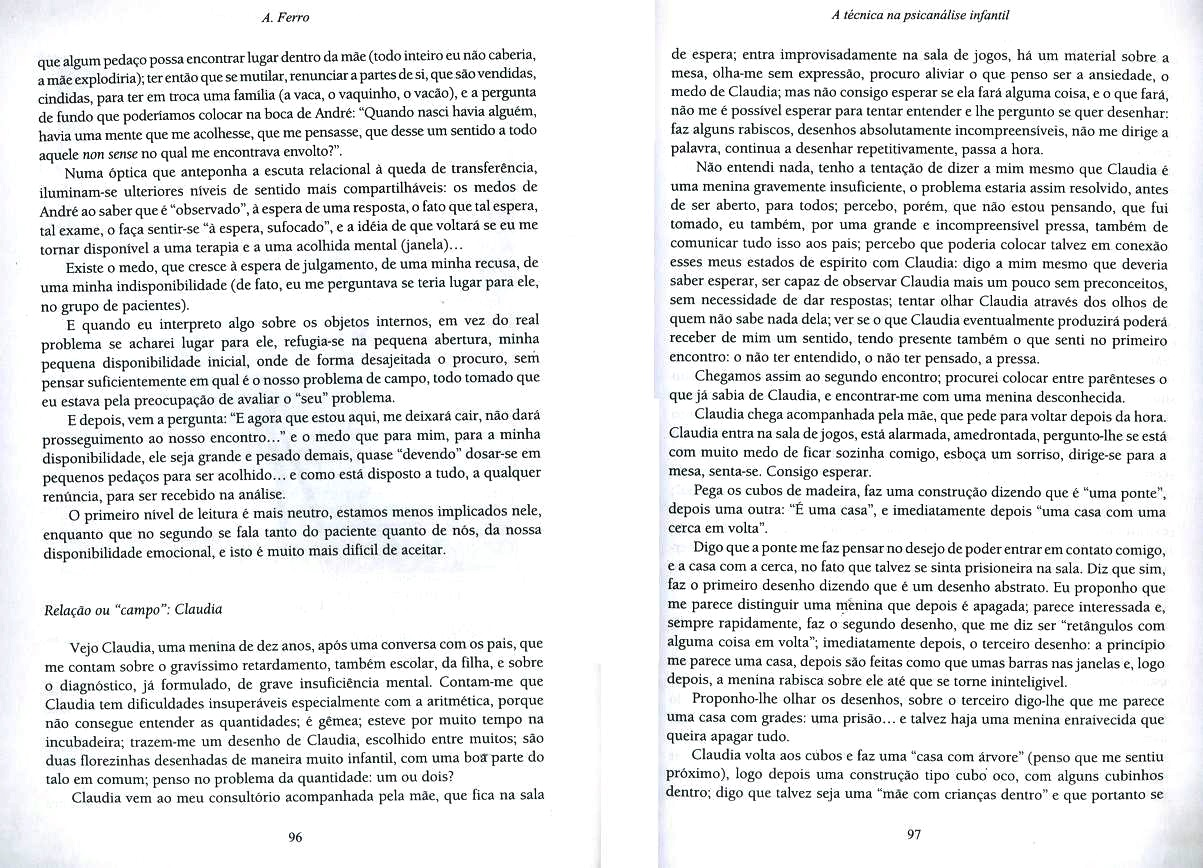 A. Ferro
que algum pedaço possa encontrar lugar dentro da mãe (todo inteiro eu não caberia,
a mãe explodiria); ter então que se mutilar, renunciar a partes de si, que são vendidas,
cindidas, para ter em troca uma família (a vaca, o vaquinho, o vacão), e a pergunta
de fundo que poderíamos colocar na boca de André: “Quando nasci havia alguém,
havia uma mente que me acolhesse, que me pensasse, que desse um sentido a todo
aquele non sense no qual me encontrava envolto?”.
Numa óptica que anteponha a escuta relacional à queda de transferência,
iluminam-se ulteriores níveis de sentido mais compartilháveis: os medos de
André ao saber que é “observado”, à espera de uma resposta, o fato que tal espera,
tal exame, o faça sentir-se “à espera, sufocado”, e a idéia de que voltará se eu me
tornar disponível a uma terapia e a uma acolhida mental (janela)…
Existe o medo, que cresce à espera de julgamento, de uma minha recusa, de
uma minha indisponibilidade (de fato, eu me perguntava se teria lugar para ele,
no grupo de pacientes).
E quando eu interpreto algo sobre os objetos internos, em vez do real
problema se acharei lugar para ele, refugia-se na pequena abertura, minha
pequena disponibilidade inicial, onde de forma desajeitada o procuro, sem
pensar suficientemente em qual é o nosso problema de campo, todo tomado que
eu estava pela preocupação de avaliar o “seu” problema.
E depois, vem a pergunta: “E agora que estou aqui, me deixará cair, não dará
prosseguimento ao nosso encontro…” e o medo que para mim, para a minha
disponibilidade, ele seja grande e pesado demais, quase “devendo” dosar-se em
pequenos pedaços para ser acolhido… e como está disposto a tudo, a qualquer
renúncia, para ser recebido na análise.
O primeiro nível de leitura é mais neutro, estamos menos implicados nele,
enquanto que no segundo se fala tanto do paciente quanto de nós, da nossa
disponibilidade emocional, e isto é muito mais difícil de aceitar.
Relação ou “campo”: Claudia
Vejo Claudia, uma menina de dez anos, após uma conversa com os pais, que
me contam sobre o gravíssimo retardamento, também escolar, da filha, e sobre
o diagnóstico, já formulado, de grave insuficiência mental. Contam-me que
Claudia tem dificuldades insuperáveis especialmente com a aritmética, porque
não consegue entender as quantidades; é gêmea; esteve por muito tempo na
incubadeira; trazem-me um desenho de Claudia, escolhido entre muitos; são
duas florezinhas desenhadas de maneira muito infantil, com uma boa parte do
talo em comum; penso no problema da quantidade: um ou dois?
Claudia vem ao meu consultório acompanhada pela mãe, que fica na sala
96
A técnica na psicanálise infantil
de espera; entra improvisadamente na sala de jogos, há um material sobre a
mesa, olha-me sem expressão, procuro aliviar o que penso ser a ansiedade, o
medo de Claudia; mas não consigo esperar se ela fará alguma coisa, e o que fará,
não me é possível esperar para tentar entender e lhe pergunto se quer desenhar:
faz alguns rabiscos, desenhos absolutamente incompreensíveis, não me dirige a
palavra, continua a desenhar repetitivamente, passa a hora.
Não entendi nada, tenho a tentação de dizer a mim mesmo que Claudia é
uma menina gravemente insuficiente, o problema estaria assim resolvido, antes
de ser aberto, para todos; percebo, porém, que não estou pensando, que fui
tomado, eu também, por uma grande e incompreensível pressa, também de
comunicar tudo isso aos pais; percebo que poderia colocar talvez em conexão
esses meus estados de espírito com Claudia: digo a mim mesmo que deveria
saber esperar, ser capaz de observar Claudia mais um pouco sem preconceitos,
sem necessidade de dar respostas; tentar olhar Claudia através dos olhos de
quem não sabe nada dela; ver se o que Claudia eventualmente produzirá poderá
receber de mim um sentido, tendo presente também o que senti no primeiro
encontro: o não ter entendido, o não ter pensado, a pressa.
Chegamos assim ao segundo encontro; procurei colocar entre parênteses o
que já sabia de Claudia, e encontrar-me com uma menina desconhecida.
Claudia chega acompanhada pela mãe, que pede para voltar depois da hora.
Claudia entra na sala de jogos, está alarmada, amedrontada, pergunto-lhe se está
com muito medo de ficar sozinha comigo, esboça um sorriso, dirige-se para a
mesa, senta-se. Consigo esperar.
Pega os cubos de madeira, faz uma construção dizendo que é “uma ponte”,
depois uma outra: “É uma casa”, e imediatamente depois “uma casa com uma
cerca em volta”.
Digo que a ponte me faz pensar no desejo de poder entrar em contato comigo,
e a casa com a cerca, no fato que talvez se sinta prisioneira na sala. Diz que sim,
faz o primeiro desenho dizendo que é um desenho abstrato. Eu proponho que
me parece distinguir uma menina que depois é apagada; parece interessada e,
sempre rapidamente, faz o segundo desenho, que me diz ser “retângulos com
alguma coisa em volta”; imediatamente depois, o terceiro desenho: a princípio
me parece uma casa, depois são feitas como que umas barras nas janelas e, logo
depois, a menina rabisca sobre ele até que se torne ininteligivel.
Proponho-lhe olhar os desenhos, sobre o terceiro digo-lhe que me parece
uma casa com grades: uma prisão… e talvez haja uma menina enraivecida que
queira apagar tudo.
Claudia volta aos cubos e faz uma “casa com árvore” (penso que me sentiu
próximo), logo depois uma construção tipo cubo oco, com alguns cubinhos
dentro; digo que talvez seja uma “mãe com crianças dentro” e que portanto se
97